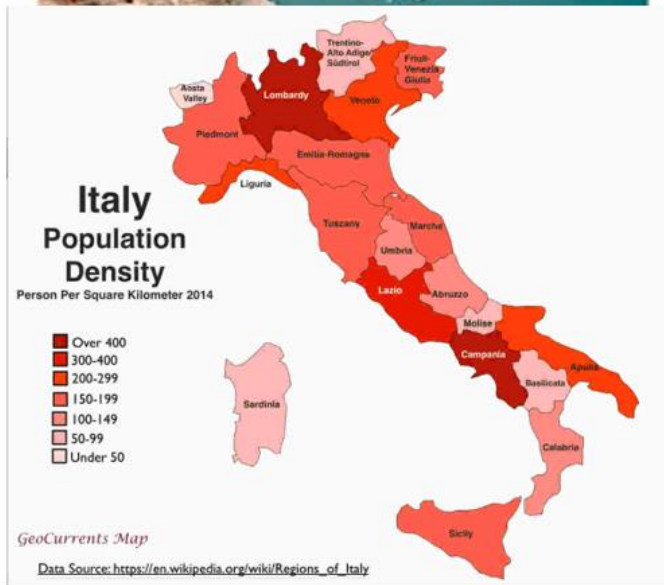 Trentino-
Alto Adige/
Südtirol
Friuli-
Venezia
Giulia
Aosta
Valley
Lombardy
Veneto
Piedmont
Emilia-Romagna
Liguria
Italy
Population
Density
Person Per Square Kilometer 2014
Tuscany
Marche
Umbria
Lazio
Abruzzo
Molise
Campania
Apulia
Basilicata
Sardinia
Calabria
Sicily
Over 400
300-400
200-299
150-199
100-149
50-99
Under 50
GeoCurrents Map
Data Source: https://en.wikipedia.org/wiki/Regions_of_Italy